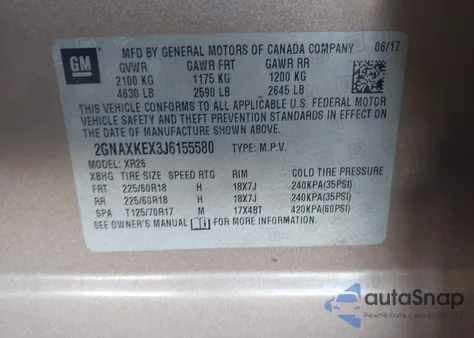 GM
MFD BY GENERAL MOTORS OF CANADA COMPANY 06/17
GVWR GAWR FRT GAWR RR
2100 KG 1175 KG 1200 KG
4630 LB 2590 LB 2645 LB
THIS VEHICLE CONFORMS TO ALL APPLICABLE U.S. FEDERAL MOTOR
VEHICLE SAFETY AND THEFT PREVENTION STANDARDS IN EFFECT ON
THE DATE OF MANUFACTURE SHOWN ABOVE.
2GNAXKEX3J6155580 TYPE: M.P.V.
MODEL: XR26
XBHG TIRE SIZE SPEED RTG RIM COLD TIRE PRESSURE
FRT 225/60R18 H 18X7J 240KPA(35PSI)
RR 225/60R18 H 18X7J 240KPA(35PSI)
SPA T125/70R17 M 17X4BT 420KPA(60PSI)
SEE OWNER'S MANUAL FOR MORE INFORMATION.
autoSnap
Pewne auta z